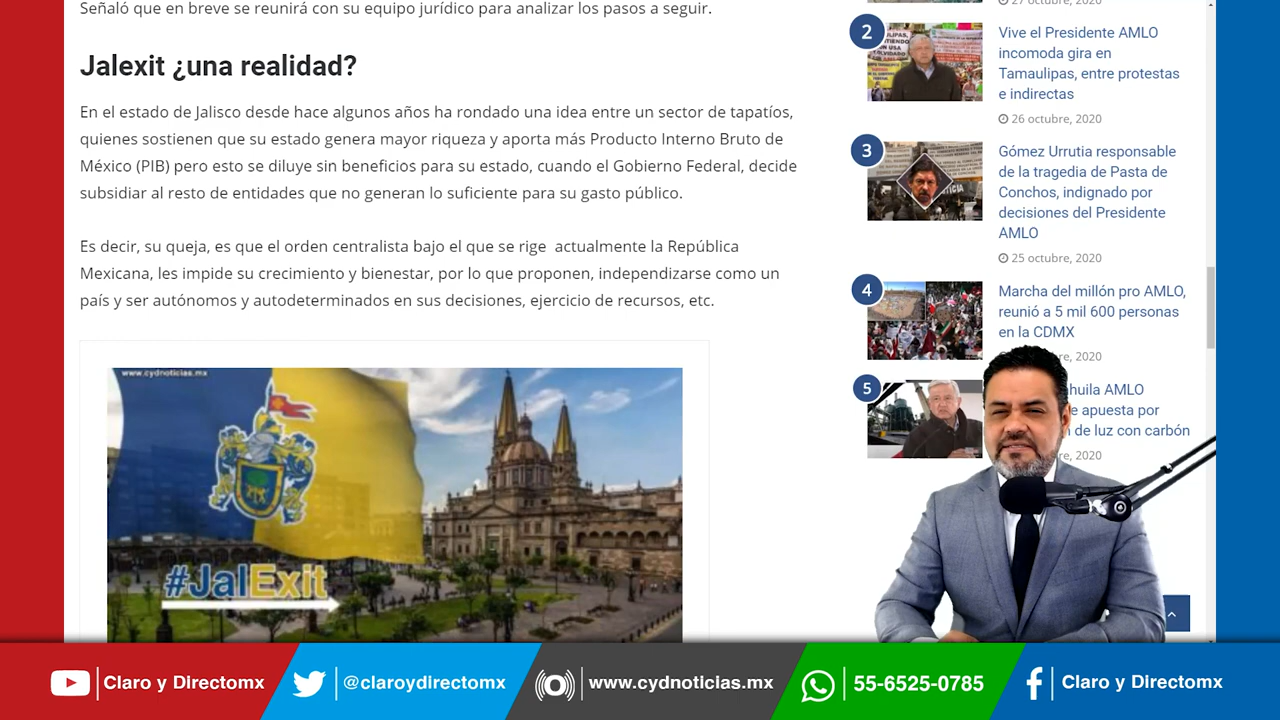 Señaló que en breve se reunirá con su equipo jurídico para analizar los pasos a seguir.
Jalexit ¿una realidad?
En el estado de Jalisco desde hace algunos años ha rondado una idea entre un sector de tapatíos,
quienes sostienen que su estado genera mayor riqueza y aporta más Producto Interno Bruto de
México (PIB) pero este, influye sin beneficios para su estado, cuando el Gobierno Federal, decide
subsidiar al resto de entidades que no generan lo suficiente para su gasto público.
Es decir, su queja, es que el orden centralista bajo el que se rige actualmente la República
Mexicana, les impide su crecimiento y bienestar, por lo que proponen, independizarse como un
país y ser autónomos y autodeterminados en sus decisiones, ejercicio de recursos, etc.
www.cydnoticias.mx
#JalExit
27 octubre, 2020
2
Vive el Presidente AMLO
incomoda gira en
Tamaulipas, entre protestas
e indirectas
26 octubre, 2020
3
Gómez Urrutia responsable
de la tragedia de Pasta de
Conchos, indignado por
decisiones del Presidente
AMLO
25 octubre, 2020
4
Marcha del millón pro AMLO,
reunió a 5 mil 600 personas
en la CDMX
re, 2020
5
huila AMLO
e apuesta por
de luz con carbón
re, 2020
Claro y Directomx
@claroydirectomx
www.cydnoticias.mx
55-6525-0785
Claro y Directomx